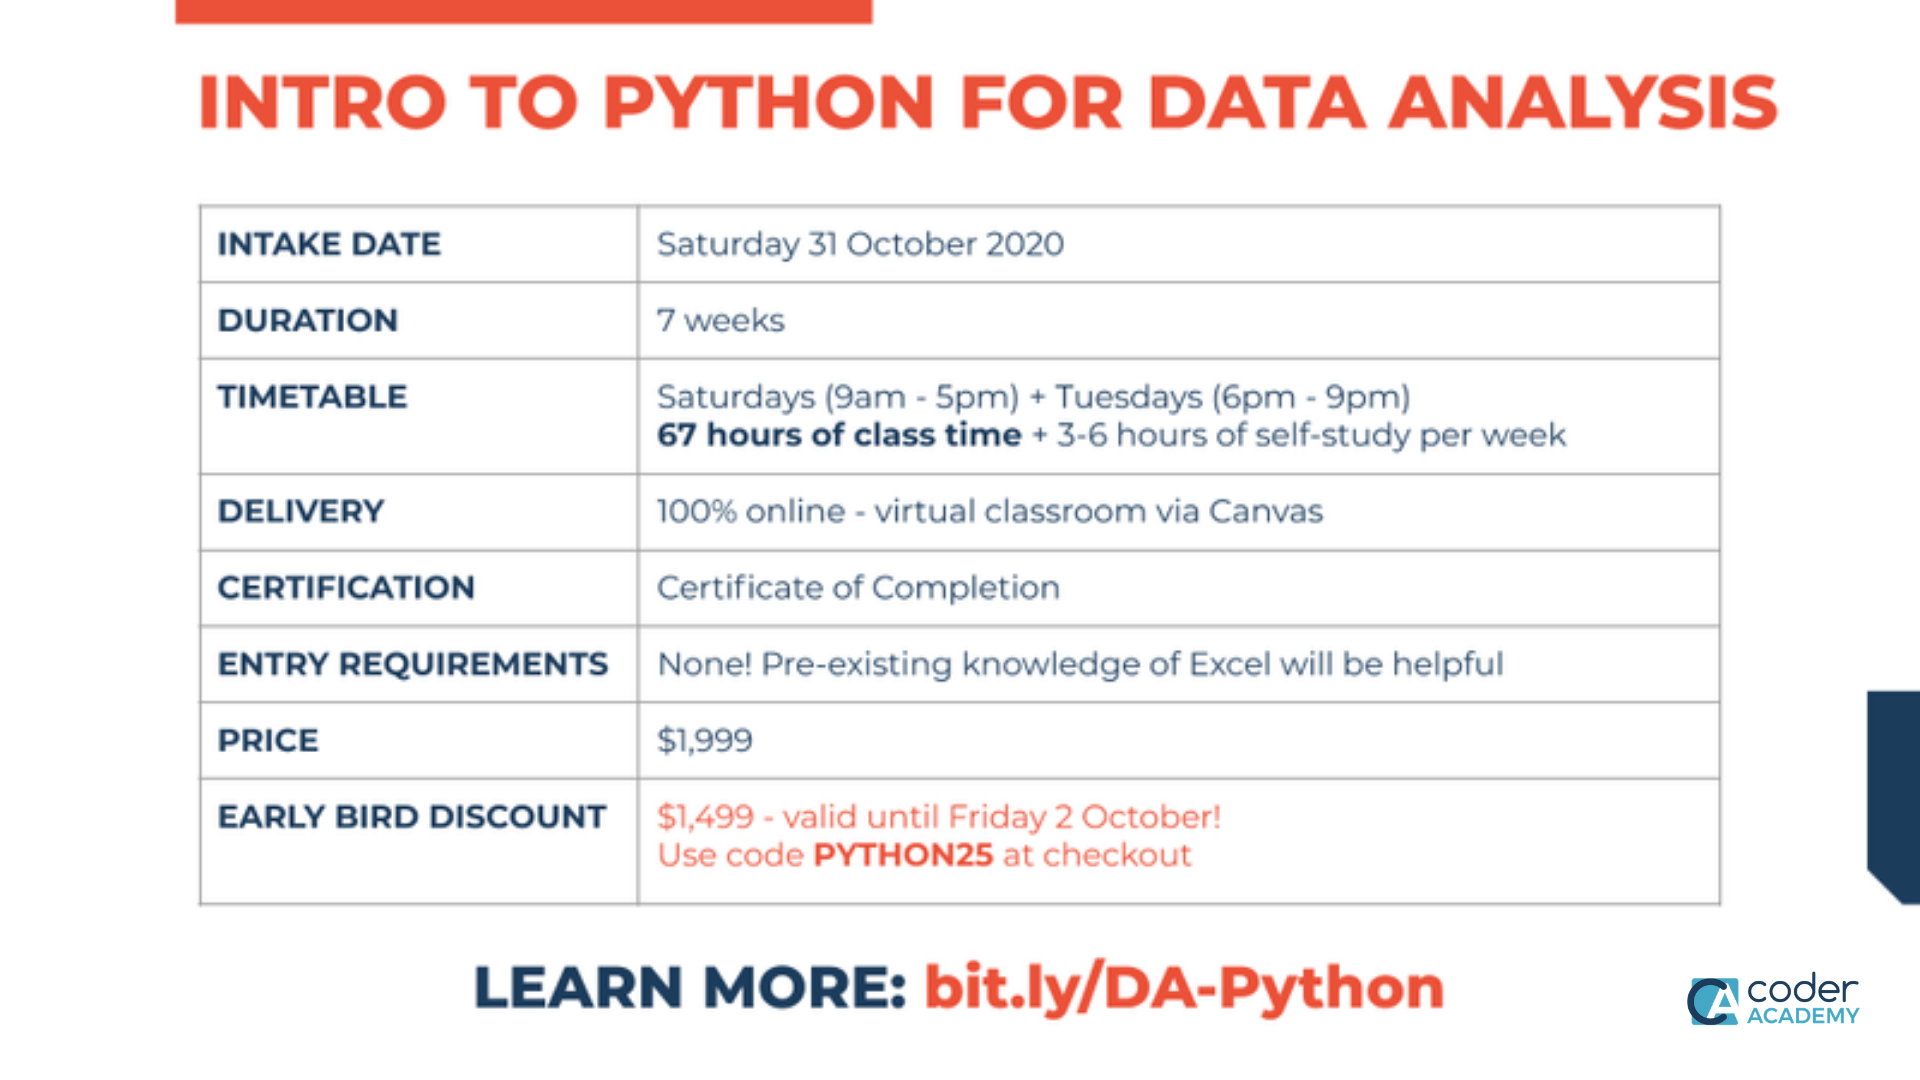 INTRO TO PYTHON FOR DATA ANALYSIS
INTAKE DATE
Saturday 31 October 2020
DURATION
7 weeks
TIMETABLE
Saturdays (9am - 5pm) + Tuesdays (6pm - 9pm)
67 hours of class time + 3-6 hours of self-study per week
DELIVERY
100% online - virtual classroom via Canvas
CERTIFICATION
Certificate of Completion
ENTRY REQUIREMENTS
None! Pre-existing knowledge of Excel will be helpful
PRICE
$1,999
EARLY BIRD DISCOUNT
$1,499 - valid until Friday 2 October!
Use code PYTHON25 at checkout
LEARN MORE: bit.ly/DA-Python
CA
coder
ACADEMY